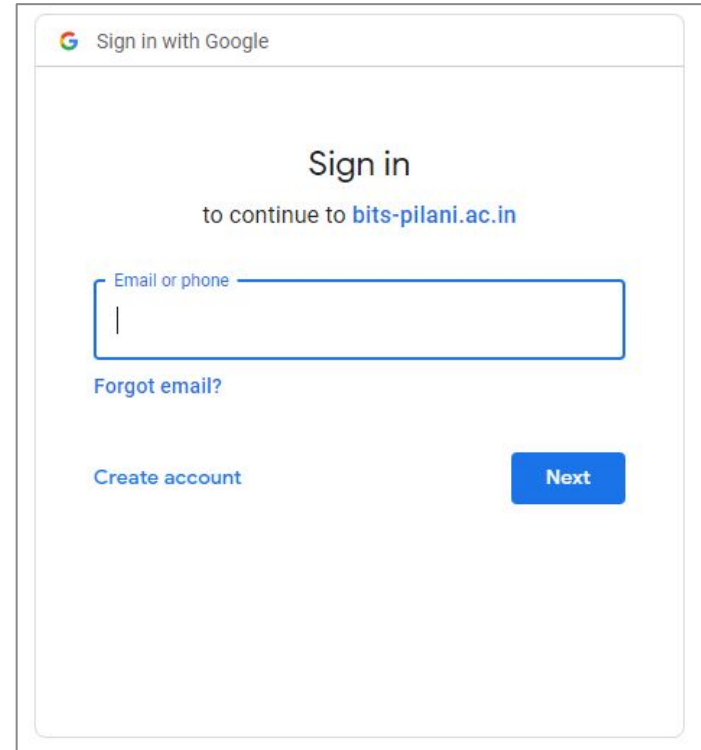 Sign in with Google
Sign in
to continue to bits-pilani.ac.in
Email or phone
Forgot email?
Create account
Next